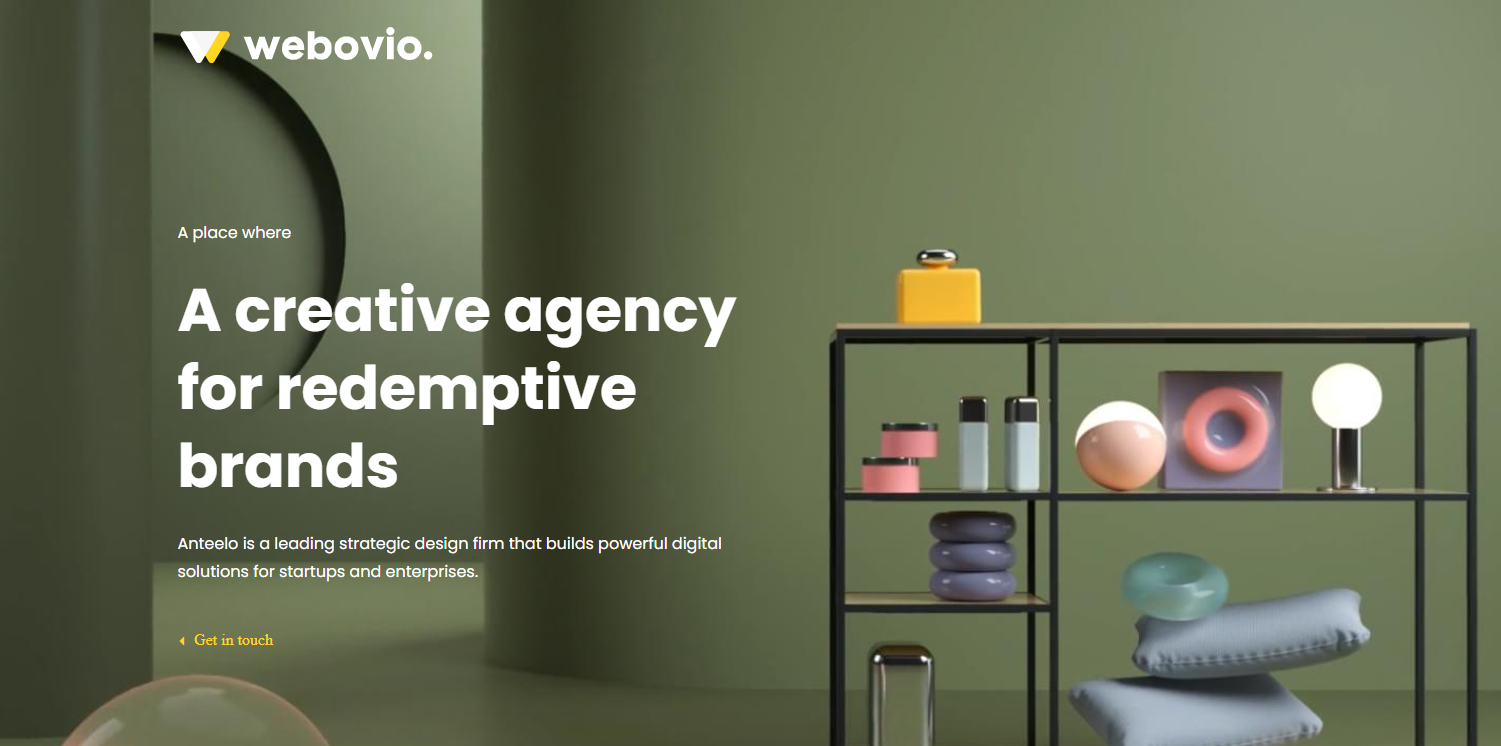 webovio.
A place where
A creative agency
for redemptive
brands
Anteelo is a leading strategic design firm that builds powerful digital
solutions for startups and enterprises.
Get in touch